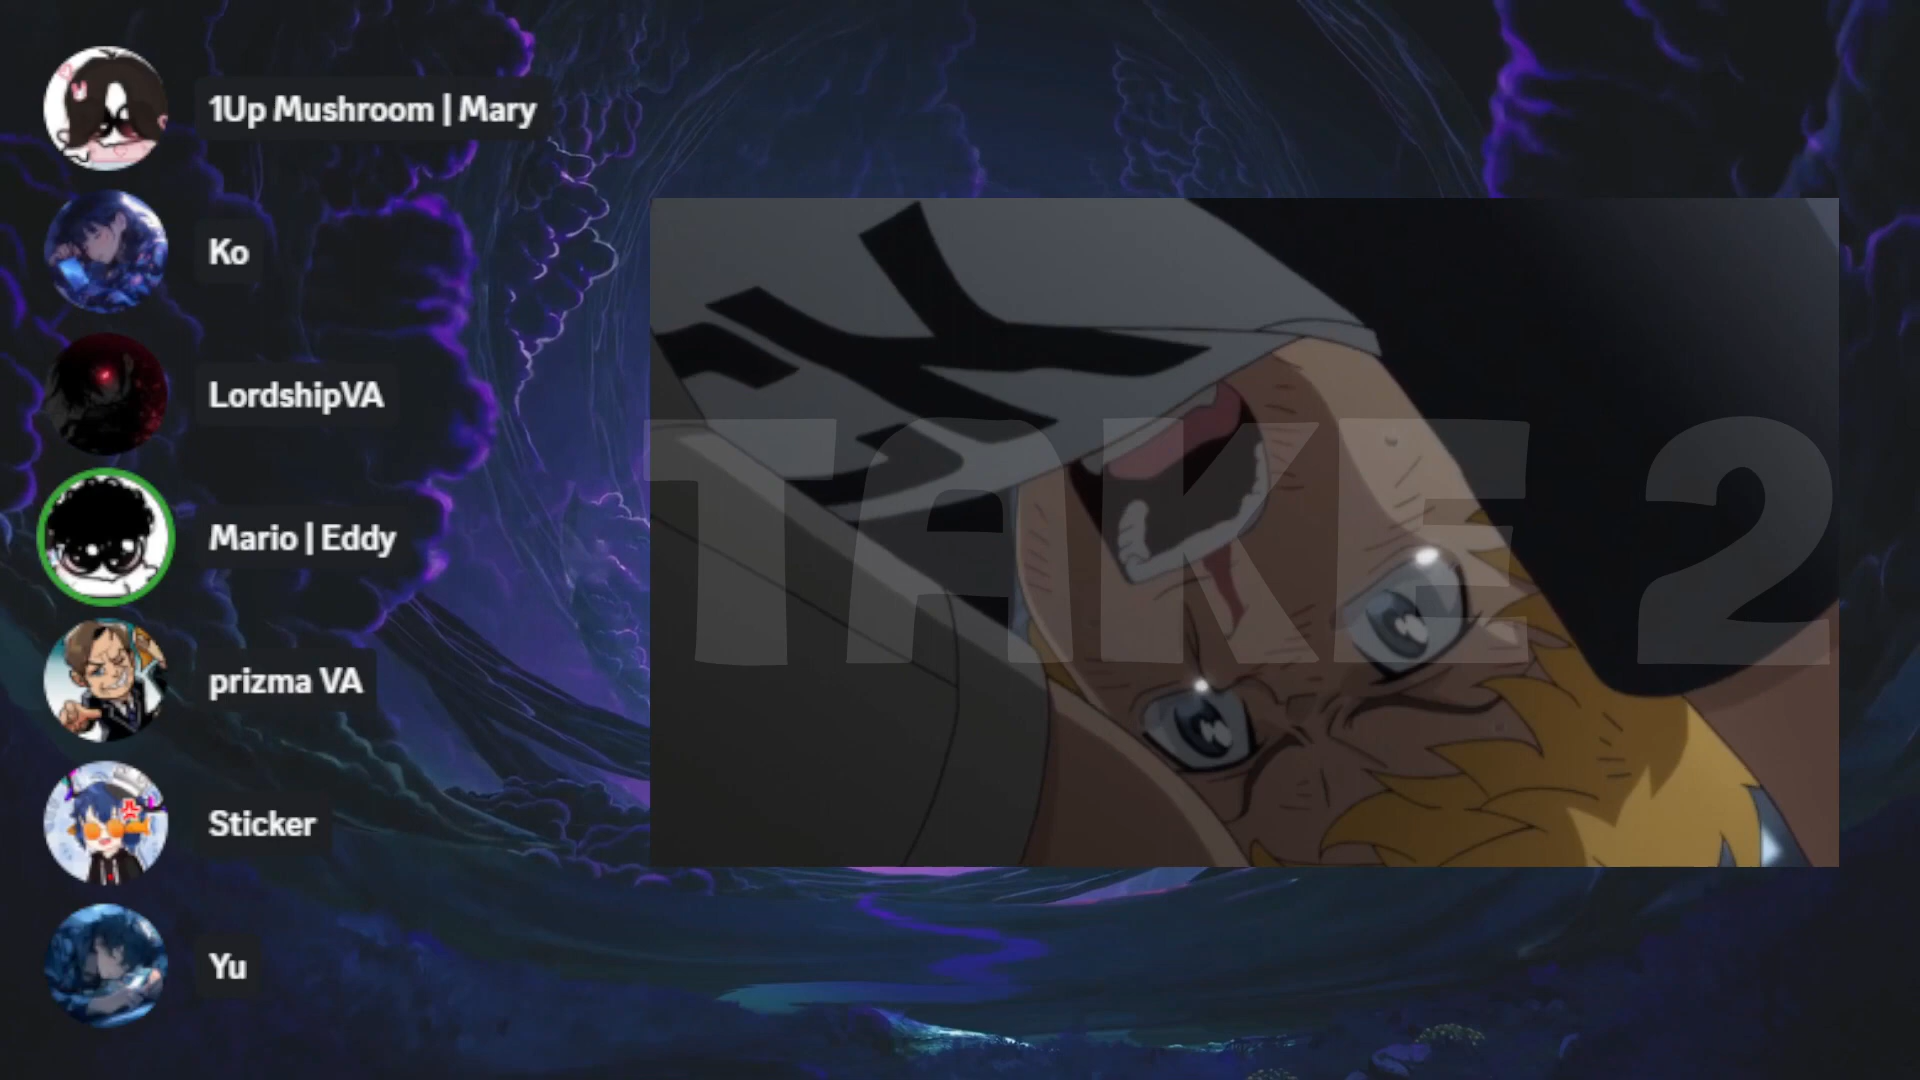 1Up Mushroom | Mary
Ko
LordshipVA
Mario | Eddy
prizma VA
Sticker
Yu
TAKE 2